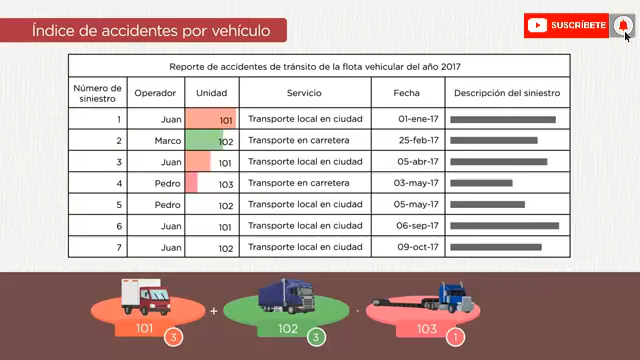 Índice de accidentes por vehículo
SUSCRÍBETE
Reporte de accidentes de tránsito de la flota vehicular del año 2017
Número de siniestro Operador Unidad Servicio Fecha Descripción del siniestro
1 Juan 101 Transporte local en ciudad 01-ene-17
2 Marco 102 Transporte en carretera 25-feb-17
3 Juan 101 Transporte local en ciudad 05-abr-17
4 Pedro 103 Transporte en carretera 03-may-17
5 Pedro 102 Transporte local en ciudad 05-may-17
6 Juan 101 Transporte local en ciudad 06-sep-17
7 Juan 102 Transporte local en ciudad 09-oct-17
101 3 + 102 3 · 103 1